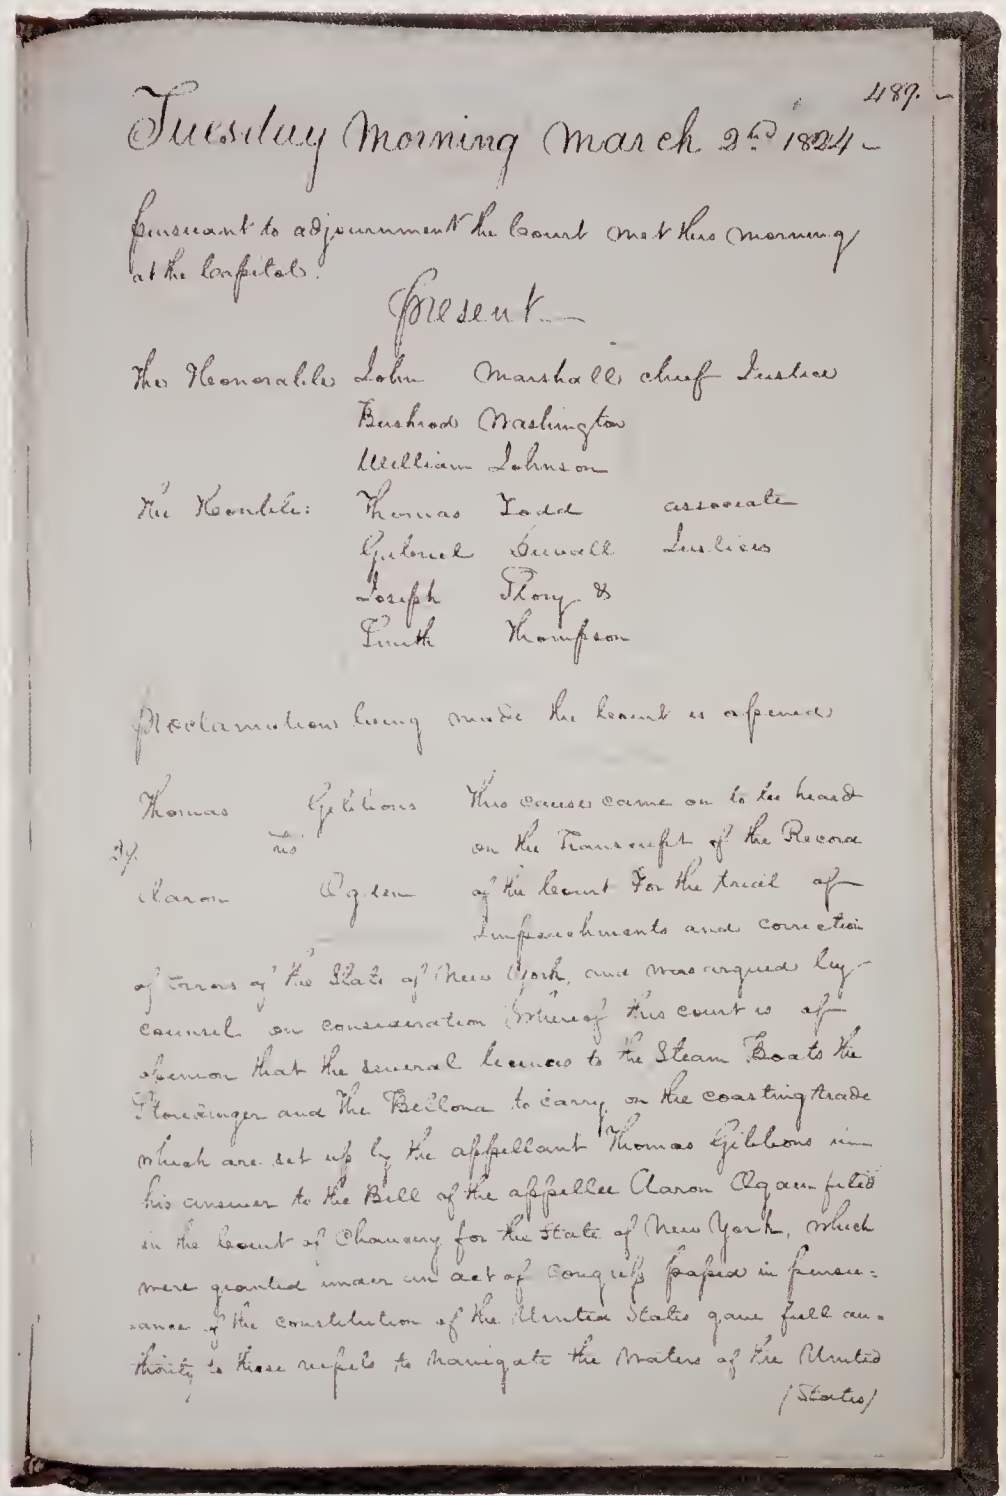 489.
Tuesday Morning March 2nd 1824
Pursuant to adjournment the Court met this morning
at the Capitol.
Present
The Honorable John Marshall chief Justice
Bushrod Washington
William Johnson
The Honble: Thomas Todd associate
Gabriel Duvall Justices
Joseph Story &
Smith Thompson
Proclamation being made the Court is opened
Thomas Gibbons This cause came on to be heard
vs on the Transcript of the Record
Aaron Ogden of the Court For the trial of
Impeachments and correction
of Errors of the State of New York, and was argued by
counsel on consideration Whereof this court is of
opinion that the several licences to the Steam Boats the
Stoudinger and the Bellona to carry on the coasting trade
which are set up by the appellant Thomas Gibbons in
his answer to the Bill of the appellee Aaron Ogden filed
in the Court of Chancery for the State of New York, which
were granted under an act of Congress passed in pursu=
=ance of the constitution of the United States gave full au=
thority to those vessels to navigate the waters of the United
(States)